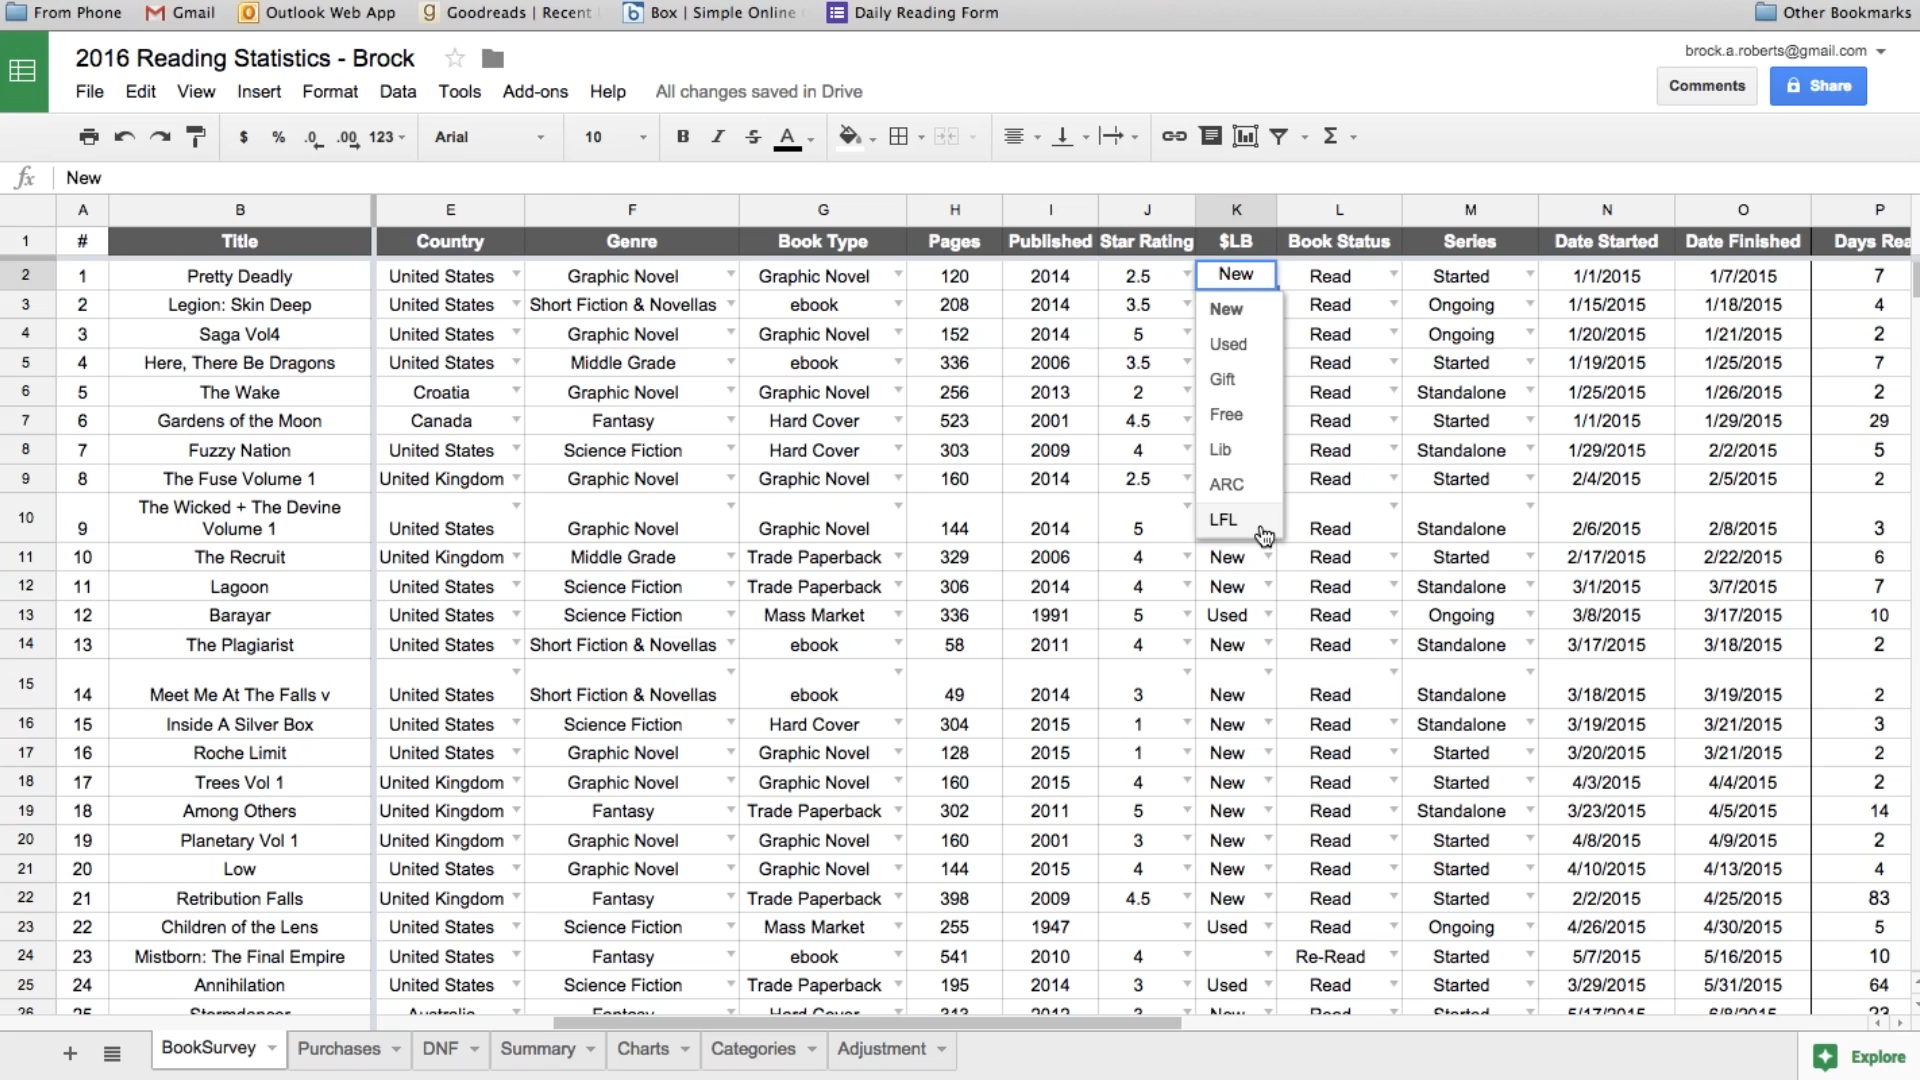 From Phone Gmail Outlook Web App Goodreads | Recent Box | Simple Online Daily Reading Form Other Bookmarks
2016 Reading Statistics - Brock
brock.a.roberts@gmail.com
File Edit View Insert Format Data Tools Add-ons Help All changes saved in Drive
Comments Share
$ % .0 .00 123 Arial 10 B I S A Σ
fx New
A B E F G H I J K L M N O P
1 # Title Country Genre Book Type Pages Published Star Rating $LB Book Status Series Date Started Date Finished Days Rea
2 1 Pretty Deadly United States Graphic Novel Graphic Novel 120 2014 2.5 New Read Started 1/1/2015 1/7/2015 7
3 2 Legion: Skin Deep United States Short Fiction & Novellas ebook 208 2014 3.5 New Read Ongoing 1/15/2015 1/18/2015 4
4 3 Saga Vol4 United States Graphic Novel Graphic Novel 152 2014 5 Used Read Ongoing 1/20/2015 1/21/2015 2
5 4 Here, There Be Dragons United States Middle Grade ebook 336 2006 3.5 Gift Read Started 1/19/2015 1/25/2015 7
6 5 The Wake Croatia Graphic Novel Graphic Novel 256 2013 2 Read Standalone 1/25/2015 1/26/2015 2
7 6 Gardens of the Moon Canada Fantasy Hard Cover 523 2001 4.5 Free Read Started 1/1/2015 1/29/2015 29
8 7 Fuzzy Nation United States Science Fiction Hard Cover 303 2009 4 Lib Read Standalone 1/29/2015 2/2/2015 5
9 8 The Fuse Volume 1 United Kingdom Graphic Novel Graphic Novel 160 2014 2.5 ARC Read Started 2/4/2015 2/5/2015 2
The Wicked + The Devine
10 9 Volume 1 United States Graphic Novel Graphic Novel 144 2014 5 LFL Read Standalone 2/6/2015 2/8/2015 3
11 10 The Recruit United Kingdom Middle Grade Trade Paperback 329 2006 4 New Read Started 2/17/2015 2/22/2015 6
12 11 Lagoon United States Science Fiction Trade Paperback 306 2014 4 New Read Standalone 3/1/2015 3/7/2015 7
13 12 Barayar United States Science Fiction Mass Market 336 1991 5 Used Read Ongoing 3/8/2015 3/17/2015 10
14 13 The Plagiarist United States Short Fiction & Novellas ebook 58 2011 4 New Read Standalone 3/17/2015 3/18/2015 2
15 14 Meet Me At The Falls v United States Short Fiction & Novellas ebook 49 2014 3 New Read Standalone 3/18/2015 3/19/2015 2
16 15 Inside A Silver Box United States Science Fiction Hard Cover 304 2015 1 New Read Standalone 3/19/2015 3/21/2015 3
17 16 Roche Limit United States Graphic Novel Graphic Novel 128 2015 1 New Read Started 3/20/2015 3/21/2015 2
18 17 Trees Vol 1 United Kingdom Graphic Novel Graphic Novel 160 2015 4 New Read Started 4/3/2015 4/4/2015 2
19 18 Among Others United Kingdom Fantasy Trade Paperback 302 2011 5 New Read Standalone 3/23/2015 4/5/2015 14
20 19 Planetary Vol 1 United Kingdom Graphic Novel Graphic Novel 160 2001 3 New Read Started 4/8/2015 4/9/2015 2
21 20 Low United States Graphic Novel Graphic Novel 144 2015 4 New Read Started 4/10/2015 4/13/2015 4
22 21 Retribution Falls United Kingdom Fantasy Trade Paperback 398 2009 4.5 New Read Started 2/2/2015 4/25/2015 83
23 22 Children of the Lens United States Science Fiction Mass Market 255 1947 Used Read Ongoing 4/26/2015 4/30/2015 5
24 23 Mistborn: The Final Empire United States Fantasy ebook 541 2010 4 Re-Read Started 5/7/2015 5/16/2015 10
25 24 Annihilation United States Science Fiction Trade Paperback 195 2014 3 Used Read Started 3/29/2015 5/31/2015 64
26 25 Stormdancer Australia Fantasy Hard Cover 313 2012 3 New Read Started 5/17/2015 6/8/2015 23
BookSurvey Purchases DNF Summary Charts Categories Adjustment Explore